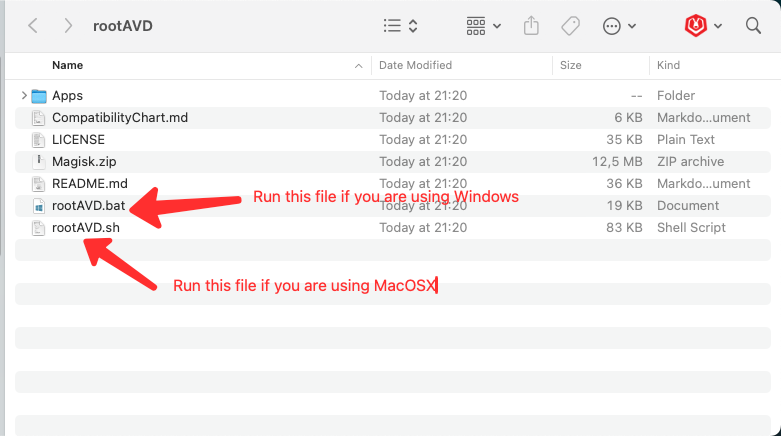 rootAVD
Name Date Modified Size Kind
Apps Today at 21:20 -- Folder
CompatibilityChart.md Today at 21:20 6 KB Markdo...ument
LICENSE Today at 21:20 35 KB Plain Text
Magisk.zip Today at 21:20 12,5 MB ZIP archive
README.md Today at 21:20 36 KB Markdo...ument
rootAVD.bat Today at 21:20 19 KB Document
Run this file if you are using Windows
rootAVD.sh Today at 21:20 83 KB Shell Script
Run this file if you are using MacOSX